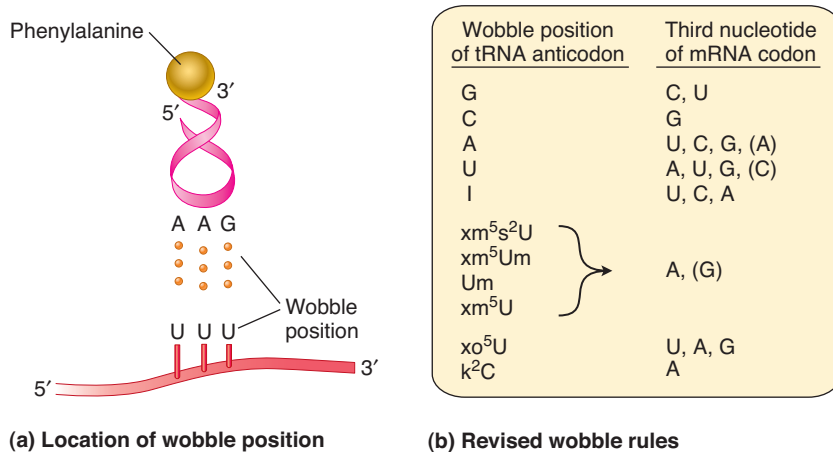 Phenylalanine
3′
5′
A A G
Wobble
position
U U U
5′
3′
(a) Location of wobble position
Wobble position
of tRNA anticodon
Third nucleotide
of mRNA codon
G C, U
C G
A U, C, G, (A)
U A, U, G, (C)
I U, C, A
xm⁵s²U
xm⁵Um
Um
xm⁵U
A, (G)
xo⁵U U, A, G
k²C A
(b) Revised wobble rules